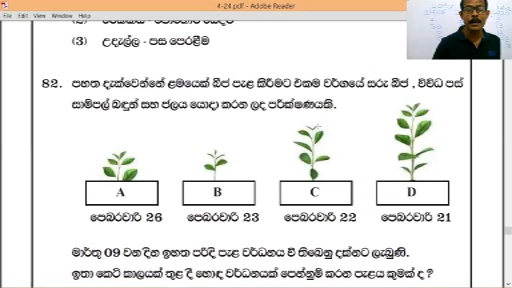 4-24.pdf - Adobe Reader
File Edit View Window Help
(3) උදැල්ල - පස පෙරළීම
82. පහත දැක්වෙන්නේ ළමයෙක් බීජ පැළ කිරීමට එකම වර්ගයේ සරු බීජ , විවිධ පස්
සාම්පල් බඳුන් සහ ජලය යොදා කරන ලද පරීක්ෂණයකි.
A B C D
පෙබරවාරි 26 පෙබරවාරි 23 පෙබරවාරි 22 පෙබරවාරි 21
මාර්තු 09 වන දින ඉහත පරිදි පැළ වර්ධනය වී තිබෙනු දක්නට ලැබුණි.
ඉතා කෙටි කාලයක් තුළ දී හොඳ වර්ධනයක් පෙන්නුම් කරන පැළය කුමක් ද ?